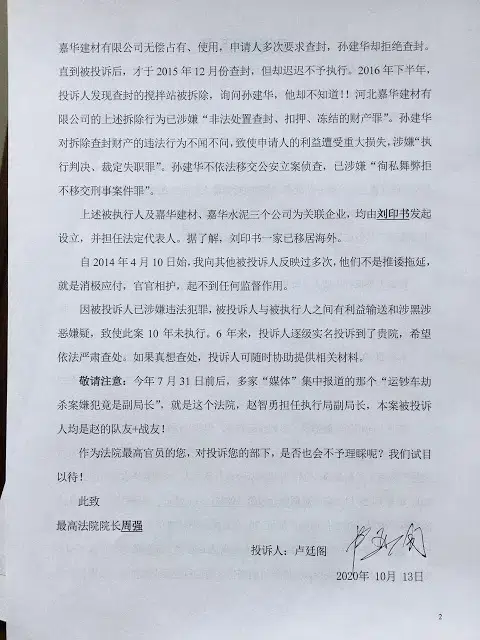 嘉华建材有限公司无偿占有、使用，申请人多次要求查封，孙建华却拒绝查封。
直到被投诉后，才于 2015 年 12 月份查封，但却迟迟不予执行。2016 年下半年，
投诉人发现查封的搅拌站被拆除，询问孙建华，他却不知道！！河北嘉华建材有
限公司的上述拆除行为已涉嫌“非法处置查封、扣押、冻结的财产罪”。孙建华
对拆除查封财产的违法行为不闻不问，致使申请人的利益遭受重大损失，涉嫌“执
行判决、裁定失职罪”。孙建华不依法移交公安立案侦查，已涉嫌“徇私舞弊拒
不移交刑事案件罪”。
上述被执行人及嘉华建材、嘉华水泥三个公司为关联企业，均由刘印书发起
设立，并担任法定代表人。据了解，刘印书一家已移居海外。
自 2014 年 4 月 10 日始，我向其他被投诉人反映过多次，他们不是推诿拖延，
就是消极应付，官官相护，起不到任何监督作用。
因被投诉人已涉嫌违法犯罪，被投诉人与被执行人之间有利益输送和涉黑涉
恶嫌疑，致使此案 10 年未执行。6 年来，投诉人逐级实名投诉到了贵院，希望
依法严肃查处。如果真想查处，投诉人可随时协助提供相关材料。
敬请注意：今年 7 月 31 日前后，多家“媒体”集中报道的那个“运钞车劫
杀案嫌犯竟是副局长”，就是这个法院，赵智勇担任执行局副局长，本案被投诉
人均是赵的队友+战友！
作为法院最高官员的您，对投诉您的部下，是否也会不予理睬呢？我们试目
以待！
此致
最高法院院长周强
投诉人：卢廷阁 卢廷阁
2020年 10月 13日
2